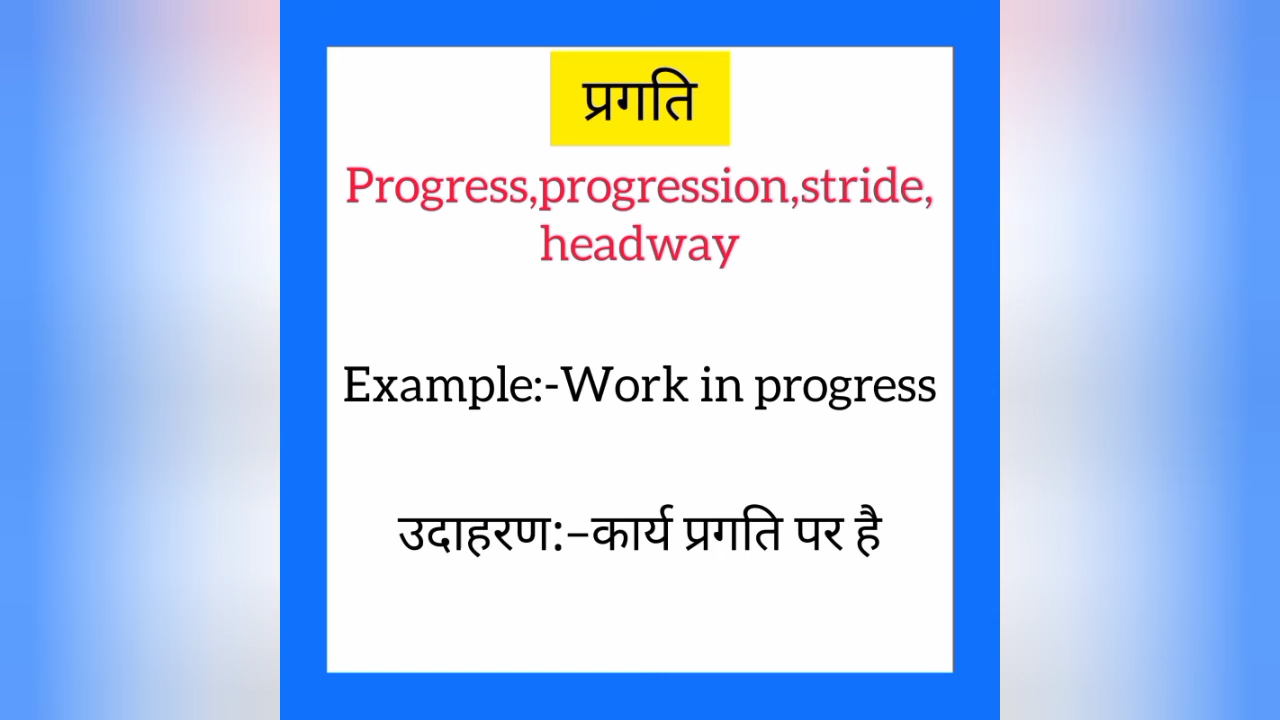 प्रगति
Progress,progression,stride,
headway
Example:-Work in progress
उदाहरण:–कार्य प्रगति पर है